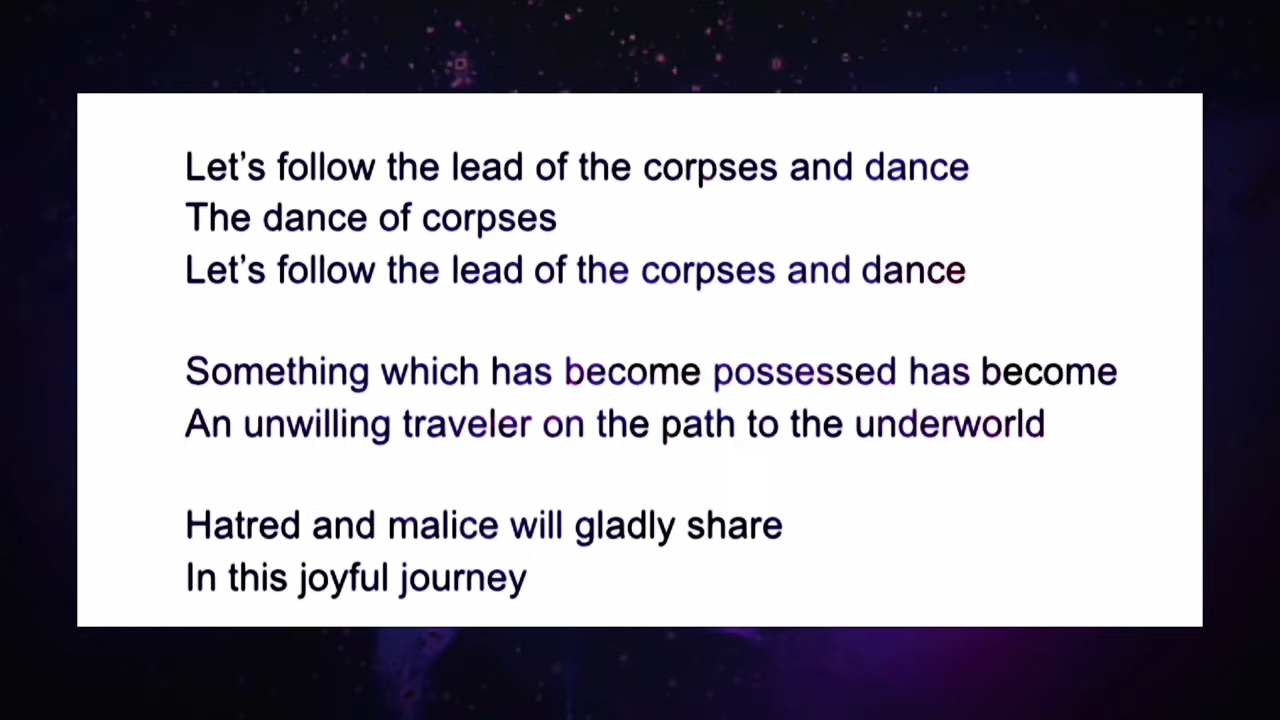 Let’s follow the lead of the corpses and dance
The dance of corpses
Let’s follow the lead of the corpses and dance
Something which has become possessed has become
An unwilling traveler on the path to the underworld
Hatred and malice will gladly share
In this joyful journey